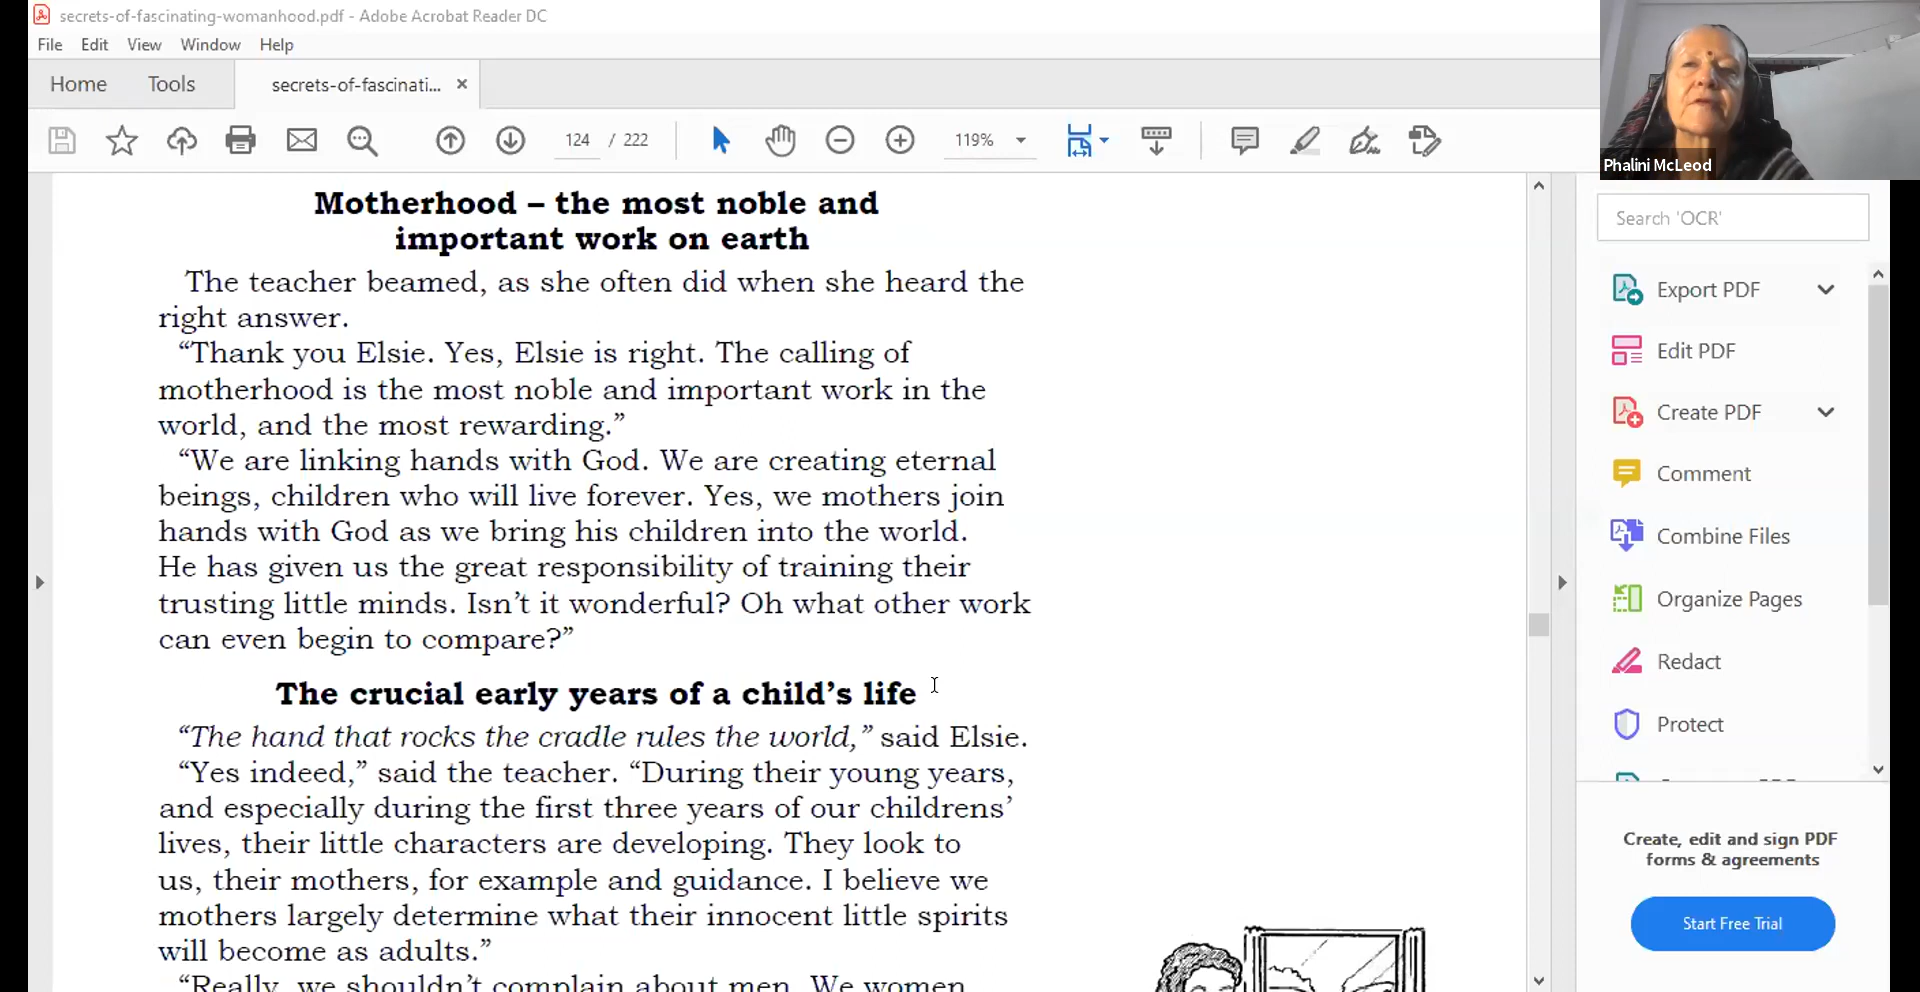 secrets-of-fascinating-womanhood.pdf - Adobe Acrobat Reader DC
File Edit View Window Help
Home Tools secrets-of-fascinati... ×
124 / 222 119%
Phalini McLeod
Motherhood – the most noble and
important work on earth
The teacher beamed, as she often did when she heard the
right answer.
“Thank you Elsie. Yes, Elsie is right. The calling of
motherhood is the most noble and important work in the
world, and the most rewarding.”
“We are linking hands with God. We are creating eternal
beings, children who will live forever. Yes, we mothers join
hands with God as we bring his children into the world.
He has given us the great responsibility of training their
trusting little minds. Isn’t it wonderful? Oh what other work
can even begin to compare?”
The crucial early years of a child’s life
“The hand that rocks the cradle rules the world,” said Elsie.
“Yes indeed,” said the teacher. “During their young years,
and especially during the first three years of our childrens’
lives, their little characters are developing. They look to
us, their mothers, for example and guidance. I believe we
mothers largely determine what their innocent little spirits
will become as adults.”
“Really, we shouldn’t complain about men. We women
Search 'OCR'
Export PDF
Edit PDF
Create PDF
Comment
Combine Files
Organize Pages
Redact
Protect
Create, edit and sign PDF
forms & agreements
Start Free Trial